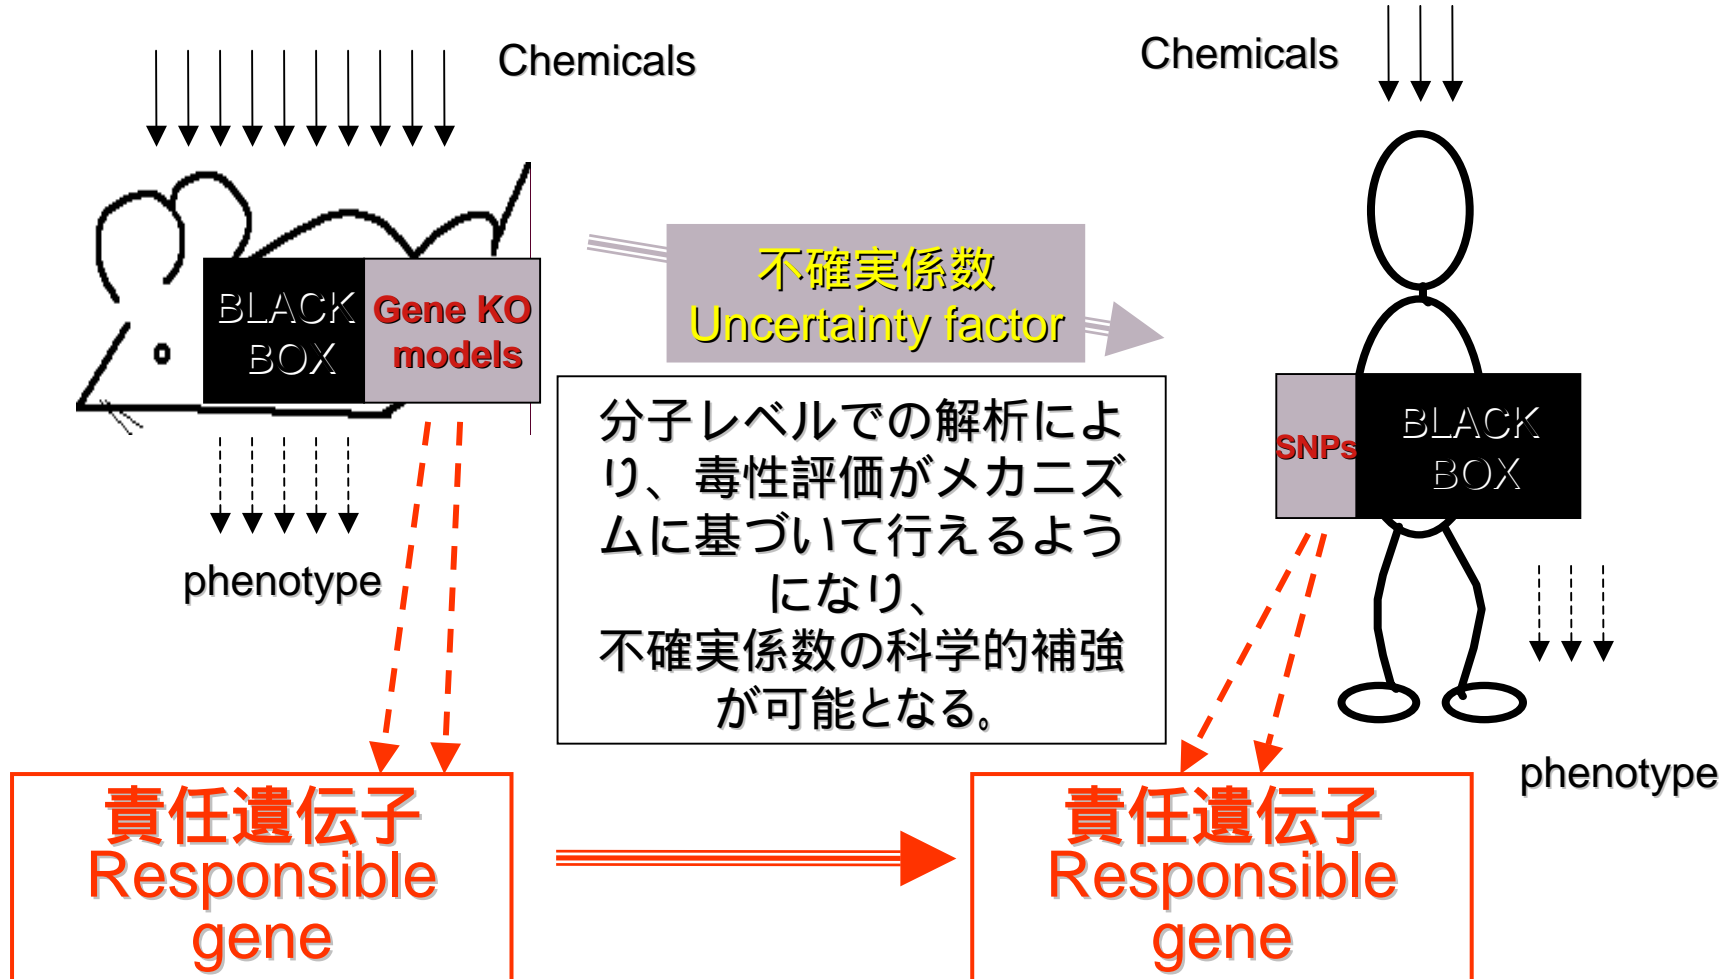 Chemicals
Chemicals
BLACK
BOX
Gene KO
models
不確実係数
Uncertainty factor
分子レベルでの解析によ
り、毒性評価がメカニズ
ムに基づいて行えるよう
になり、
不確実係数の科学的補強
が可能となる。
SNPs
BLACK
BOX
phenotype
phenotype
責任遺伝子
Responsible
gene
責任遺伝子
Responsible
gene